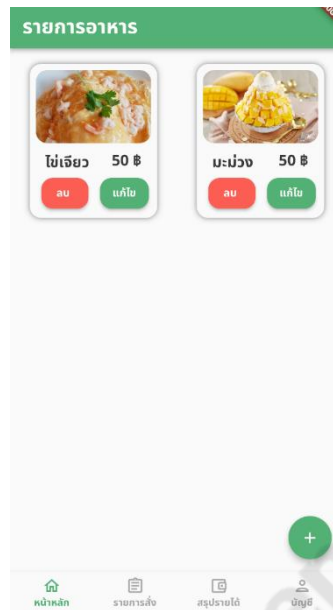 รายการอาหาร
ไข่เจียว 50 ฿
มะม่วง 50 ฿
ลบ แก้ไข
ลบ แก้ไข
+
หน้าหลัก รายการสั่ง สรุปรายได้ บัญชี